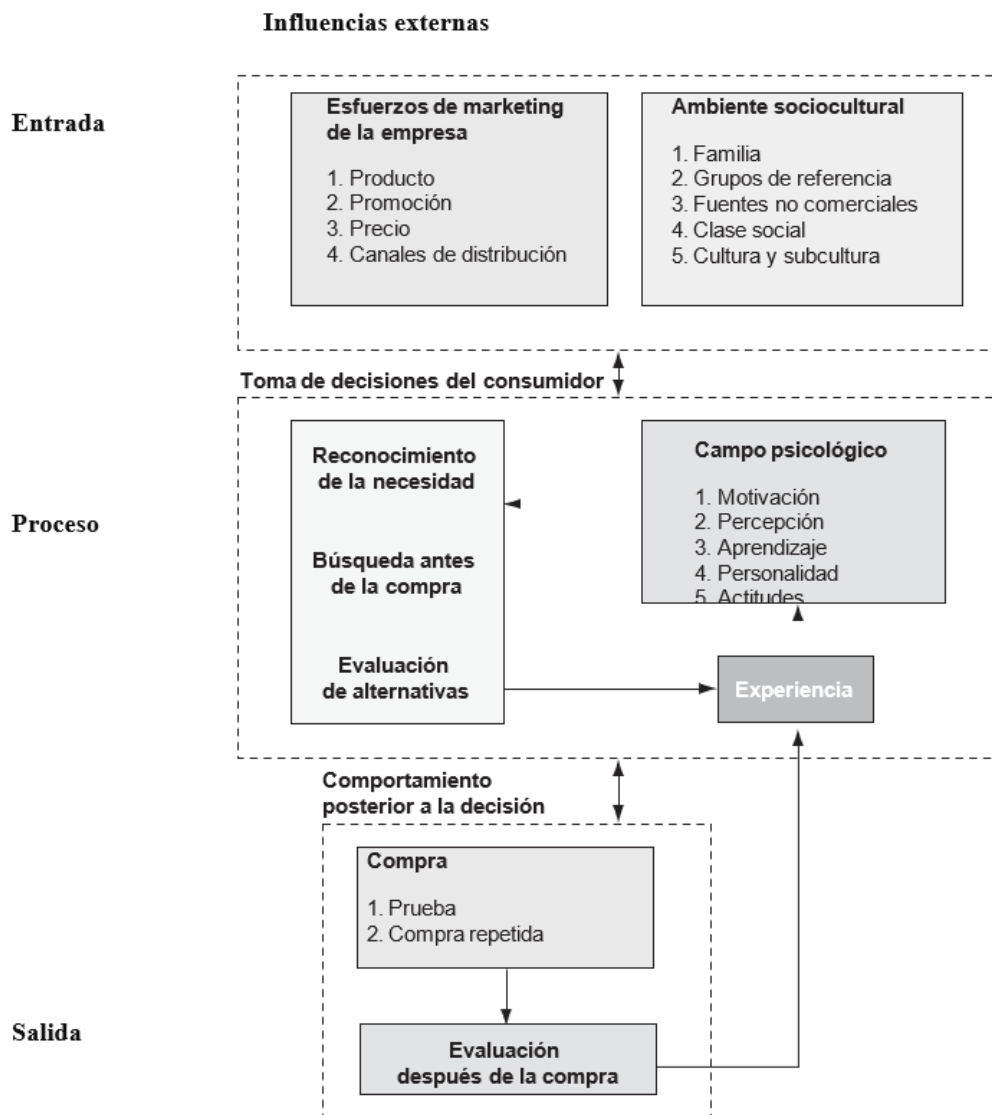 Influencias externas
Entrada
Esfuerzos de marketing
de la empresa
1. Producto
2. Promoción
3. Precio
4. Canales de distribución
Ambiente sociocultural
1. Familia
2. Grupos de referencia
3. Fuentes no comerciales
4. Clase social
5. Cultura y subcultura
Toma de decisiones del consumidor
Proceso
Reconocimiento
de la necesidad
Búsqueda antes
de la compra
Evaluación
de alternativas
Campo psicológico
1. Motivación
2. Percepción
3. Aprendizaje
4. Personalidad
5. Actitudes
Experiencia
Comportamiento
posterior a la decisión
Compra
1. Prueba
2. Compra repetida
Salida
Evaluación
después de la compra